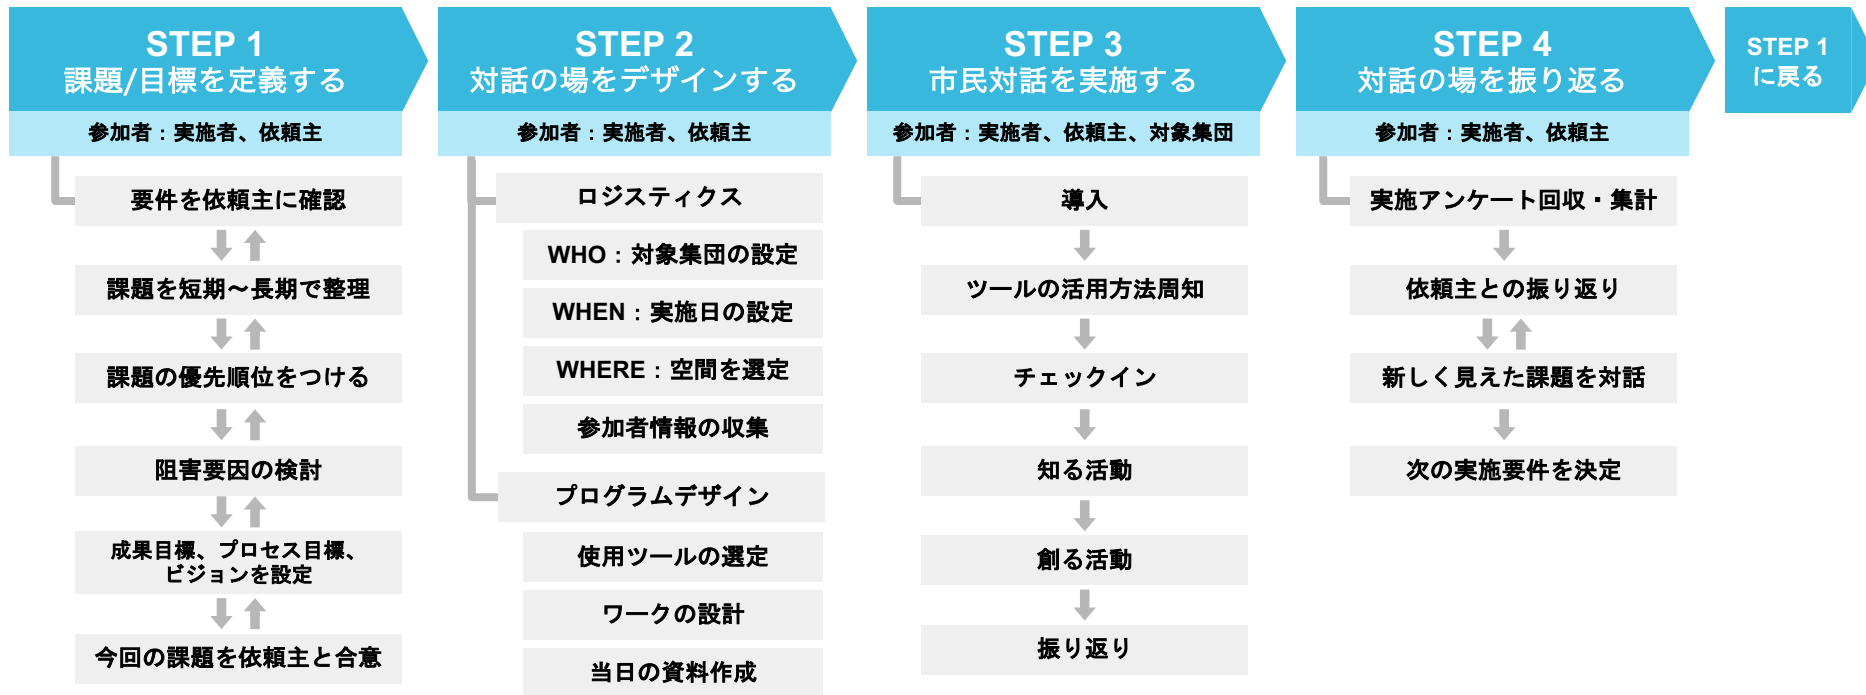 STEP 1
課題/目標を定義する
参加者：実施者、依頼主
要件を依頼主に確認
課題を短期～長期で整理
課題の優先順位をつける
阻害要因の検討
成果目標、プロセス目標、
ビジョンを設定
今回の課題を依頼主と合意
STEP 2
対話の場をデザインする
参加者：実施者、依頼主
ロジスティクス
WHO：対象集団の設定
WHEN：実施日の設定
WHERE：空間を選定
参加者情報の収集
プログラムデザイン
使用ツールの選定
ワークの設計
当日の資料作成
STEP 3
市民対話を実施する
参加者：実施者、依頼主、対象集団
導入
ツールの活用方法周知
チェックイン
知る活動
創る活動
振り返り
STEP 4
対話の場を振り返る
参加者：実施者、依頼主
実施アンケート回収・集計
依頼主との振り返り
新しく見えた課題を対話
次の実施要件を決定
STEP 1
に戻る